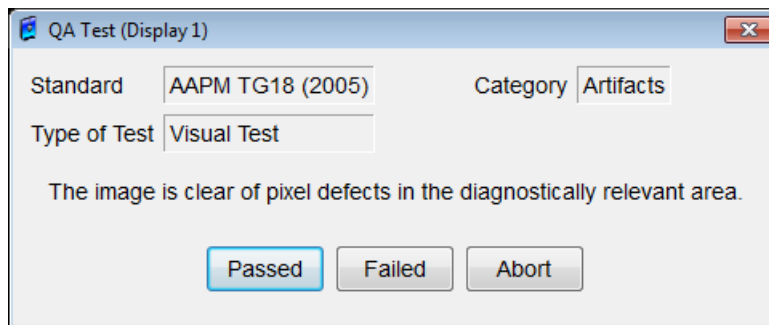 QA Test (Display 1)
Standard AAPM TG18 (2005) Category Artifacts
Type of Test Visual Test
The image is clear of pixel defects in the diagnostically relevant area.
Passed Failed Abort